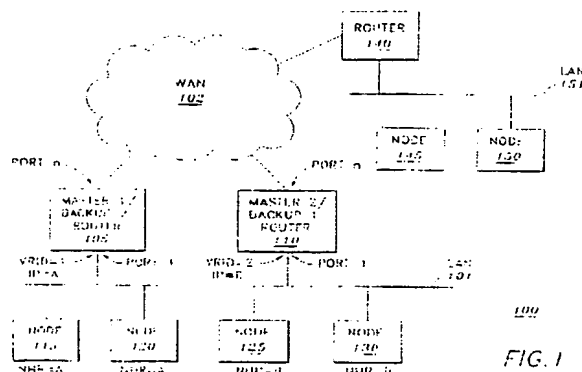 ROUTER
140
WAN
102
LAN
151
NODE
145
NODE
150
PORT n
PORT n
MASTER 1/
BACKUP 2
ROUTER
105
MASTER 2/
BACKUP 1
ROUTER
110
VRID=1
IP=A
PORT 1
VRID=2
IP=B
PORT 1
LAN
101
NODE
115
NODE
120
NODE
125
NODE
130
100
FIG. 1